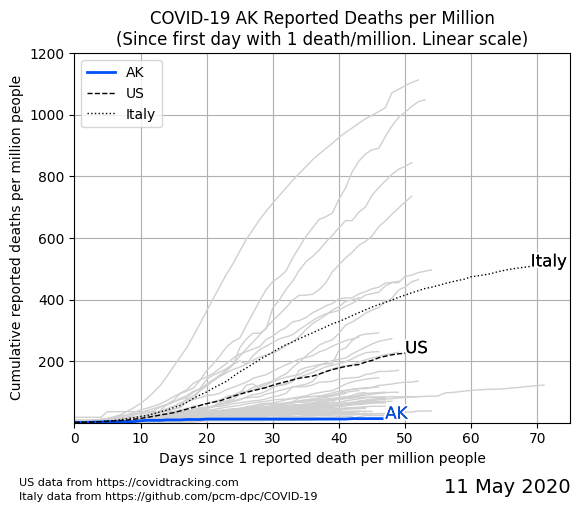 COVID-19 AK Reported Deaths per Million
(Since first day with 1 death/million. Linear scale)
Cumulative reported deaths per million people
1200
1000
800
600
400
200
AK
US
Italy
Italy
US
AK
0
10
20
30
40
50
60
70
Days since 1 reported death per million people
US data from https://covidtracking.com
Italy data from https://github.com/pcm-dpc/COVID-19
11 May 2020